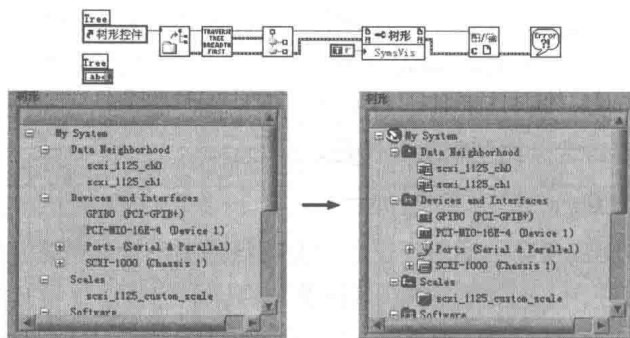 Tree
树形控件
TRAVERSE
TREE
BREADTH
FIRST
树形
SymsVis
TF
Error
?!
Tree
abc
树形
My System
Data Neighborhood
scxi_1125_ch0
scxi_1125_ch1
Devices and Interfaces
GPIB0 (PCI-GPIB+)
PCI-MIO-16E-4 (Device 1)
Ports (Serial & Parallel)
SCXI-1000 (Chassis 1)
Scales
scxi_1125_custom_scale
Software
树形
My System
Data Neighborhood
scxi_1125_ch0
scxi_1125_ch1
Devices and Interfaces
GPIB0 (PCI-GPIB+)
PCI-MIO-16E-4 (Device 1)
Ports (Serial & Parallel)
SCXI-1000 (Chassis 1)
Scales
scxi_1125_custom_scale
Software